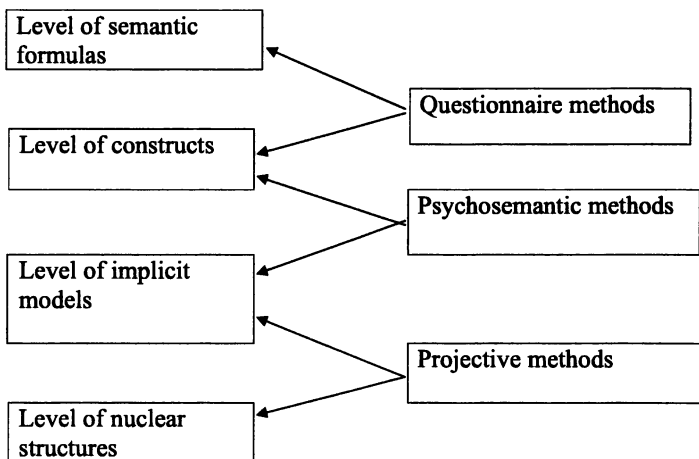 Level of semantic
formulas
Questionnaire methods
Level of constructs
Psychosemantic methods
Level of implicit
models
Projective methods
Level of nuclear
structures